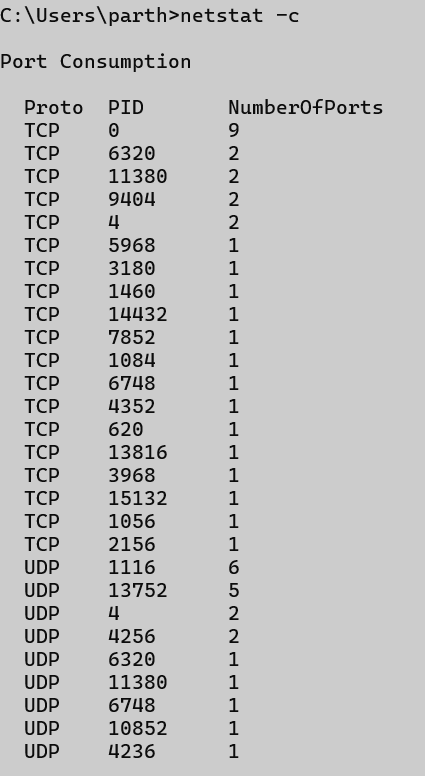 C:\Users\parth>netstat -c
Port Consumption
Proto PID NumberOfPorts
TCP 0 9
TCP 6320 2
TCP 11380 2
TCP 9404 2
TCP 4 2
TCP 5968 1
TCP 3180 1
TCP 1460 1
TCP 14432 1
TCP 7852 1
TCP 1084 1
TCP 6748 1
TCP 4352 1
TCP 620 1
TCP 13816 1
TCP 3968 1
TCP 15132 1
TCP 1056 1
TCP 2156 1
UDP 1116 6
UDP 13752 5
UDP 4 2
UDP 4256 2
UDP 6320 1
UDP 11380 1
UDP 6748 1
UDP 10852 1
UDP 4236 1